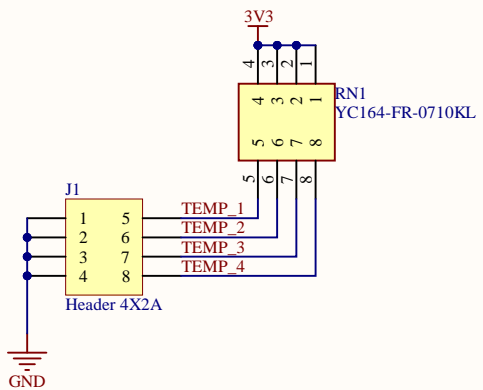 3V3
4 3 2 1
4 3 2 1
RN1
YC164-FR-0710KL
5 6 7 8
5 6 7 8
J1
1 5 TEMP_1
2 6 TEMP_2
3 7 TEMP_3
4 8 TEMP_4
Header 4X2A
GND